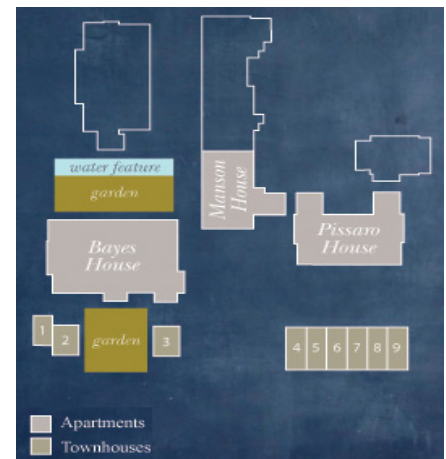 water feature
garden
Manson
House
Pissaro
House
Bayes
House
1
2
garden
3
4 5 6 7 8 9
Apartments
Townhouses